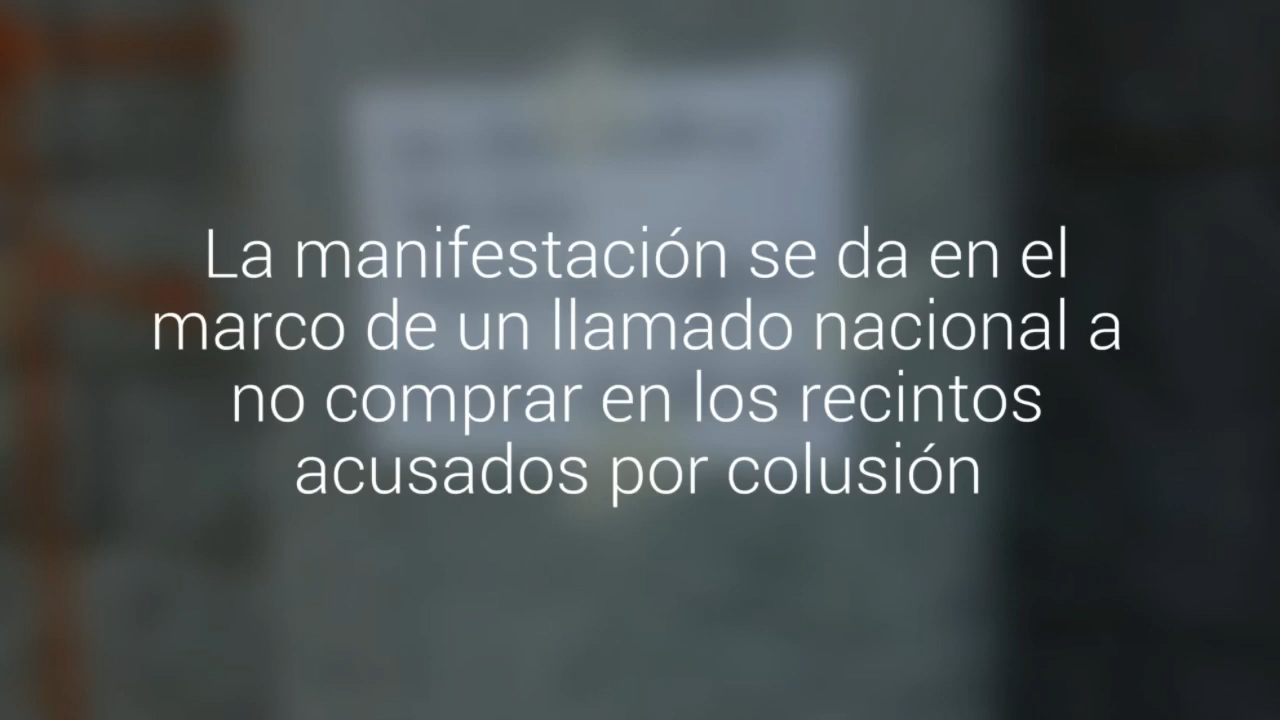 La manifestación se da en el
marco de un llamado nacional a
no comprar en los recintos
acusados por colusión